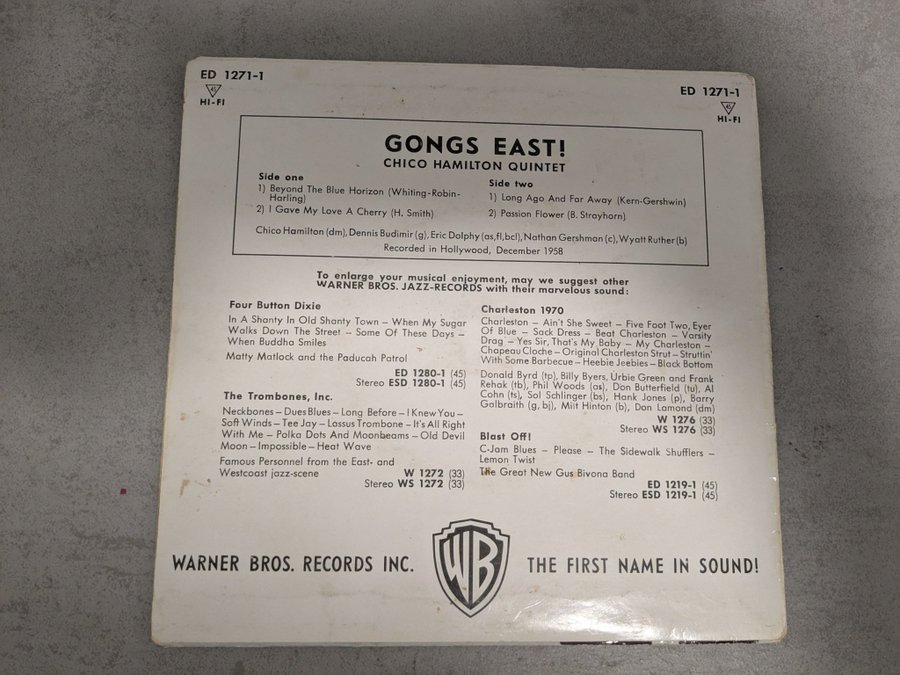 ED 1271-1
45
HI-FI
ED 1271-1
45
HI-FI
GONGS EAST!
CHICO HAMILTON QUINTET
Side one
1) Beyond The Blue Horizon (Whiting-Robin-
Harling)
2) I Gave My Love A Cherry (H. Smith)
Side two
1) Long Ago And Far Away (Kern-Gershwin)
2) Passion Flower (B. Strayhorn)
Chico Hamilton (dm), Dennis Budimir (g), Eric Dolphy (as,fl,bcl), Nathan Gershman (c), Wyatt Ruther (b)
Recorded in Hollywood, December 1958
To enlarge your musical enjoyment, may we suggest other
WARNER BROS. JAZZ-RECORDS with their marvelous sound:
Four Button Dixie
In A Shanty In Old Shanty Town – When My Sugar
Walks Down The Street – Some Of These Days –
When Buddha Smiles
Matty Matlock and the Paducah Patrol
ED 1280-1 (45)
Stereo ESD 1280-1 (45)
The Trombones, Inc.
Neckbones – Dues Blues – Long Before – I Knew You –
Soft Winds – Tee Jay – Lassus Trombone – It's All Right
With Me – Polka Dots And Moonbeams – Old Devil
Moon – Impossible – Heat Wave
Famous Personnel from the East- and
Westcoast jazz-scene
W 1272 (33)
Stereo WS 1272 (33)
Charleston 1970
Charleston – Ain't She Sweet – Five Foot Two, Eyer
Of Blue – Sack Dress – Beat Charleston – Varsity
Drag – Yes Sir, That's My Baby – My Charleston –
Chapeau Cloche – Original Charleston Strut – Struttin'
With Some Barbecue – Heebie Jeebies – Black Bottom
Donald Byrd (tp), Billy Byers, Urbie Green and Frank
Rehak (tb), Phil Woods (as), Don Butterfield (tu), Al
Cohn (ts), Sol Schlinger (bs), Hank Jones (p), Barry
Galbraith (g, bj), Milt Hinton (b), Don Lamond (dm)
W 1276 (33)
Stereo WS 1276 (33)
Blast Off!
C-Jam Blues – Please – The Sidewalk Shufflers –
Lemon Twist
The Great New Gus Bivona Band
ED 1219-1 (45)
Stereo ESD 1219-1 (45)
WARNER BROS. RECORDS INC.
WB
THE FIRST NAME IN SOUND!